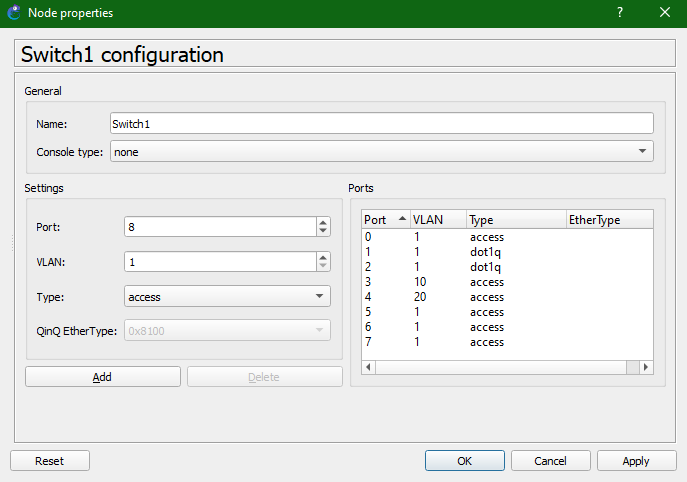 Node properties
?
Switch1 configuration
General
Name: Switch1
Console type: none
Settings
Port: 8
VLAN: 1
Type: access
QinQ EtherType: 0x8100
Add Delete
Ports
Port VLAN Type EtherType
0 1 access
1 1 dot1q
2 1 dot1q
3 10 access
4 20 access
5 1 access
6 1 access
7 1 access
Reset OK Cancel Apply